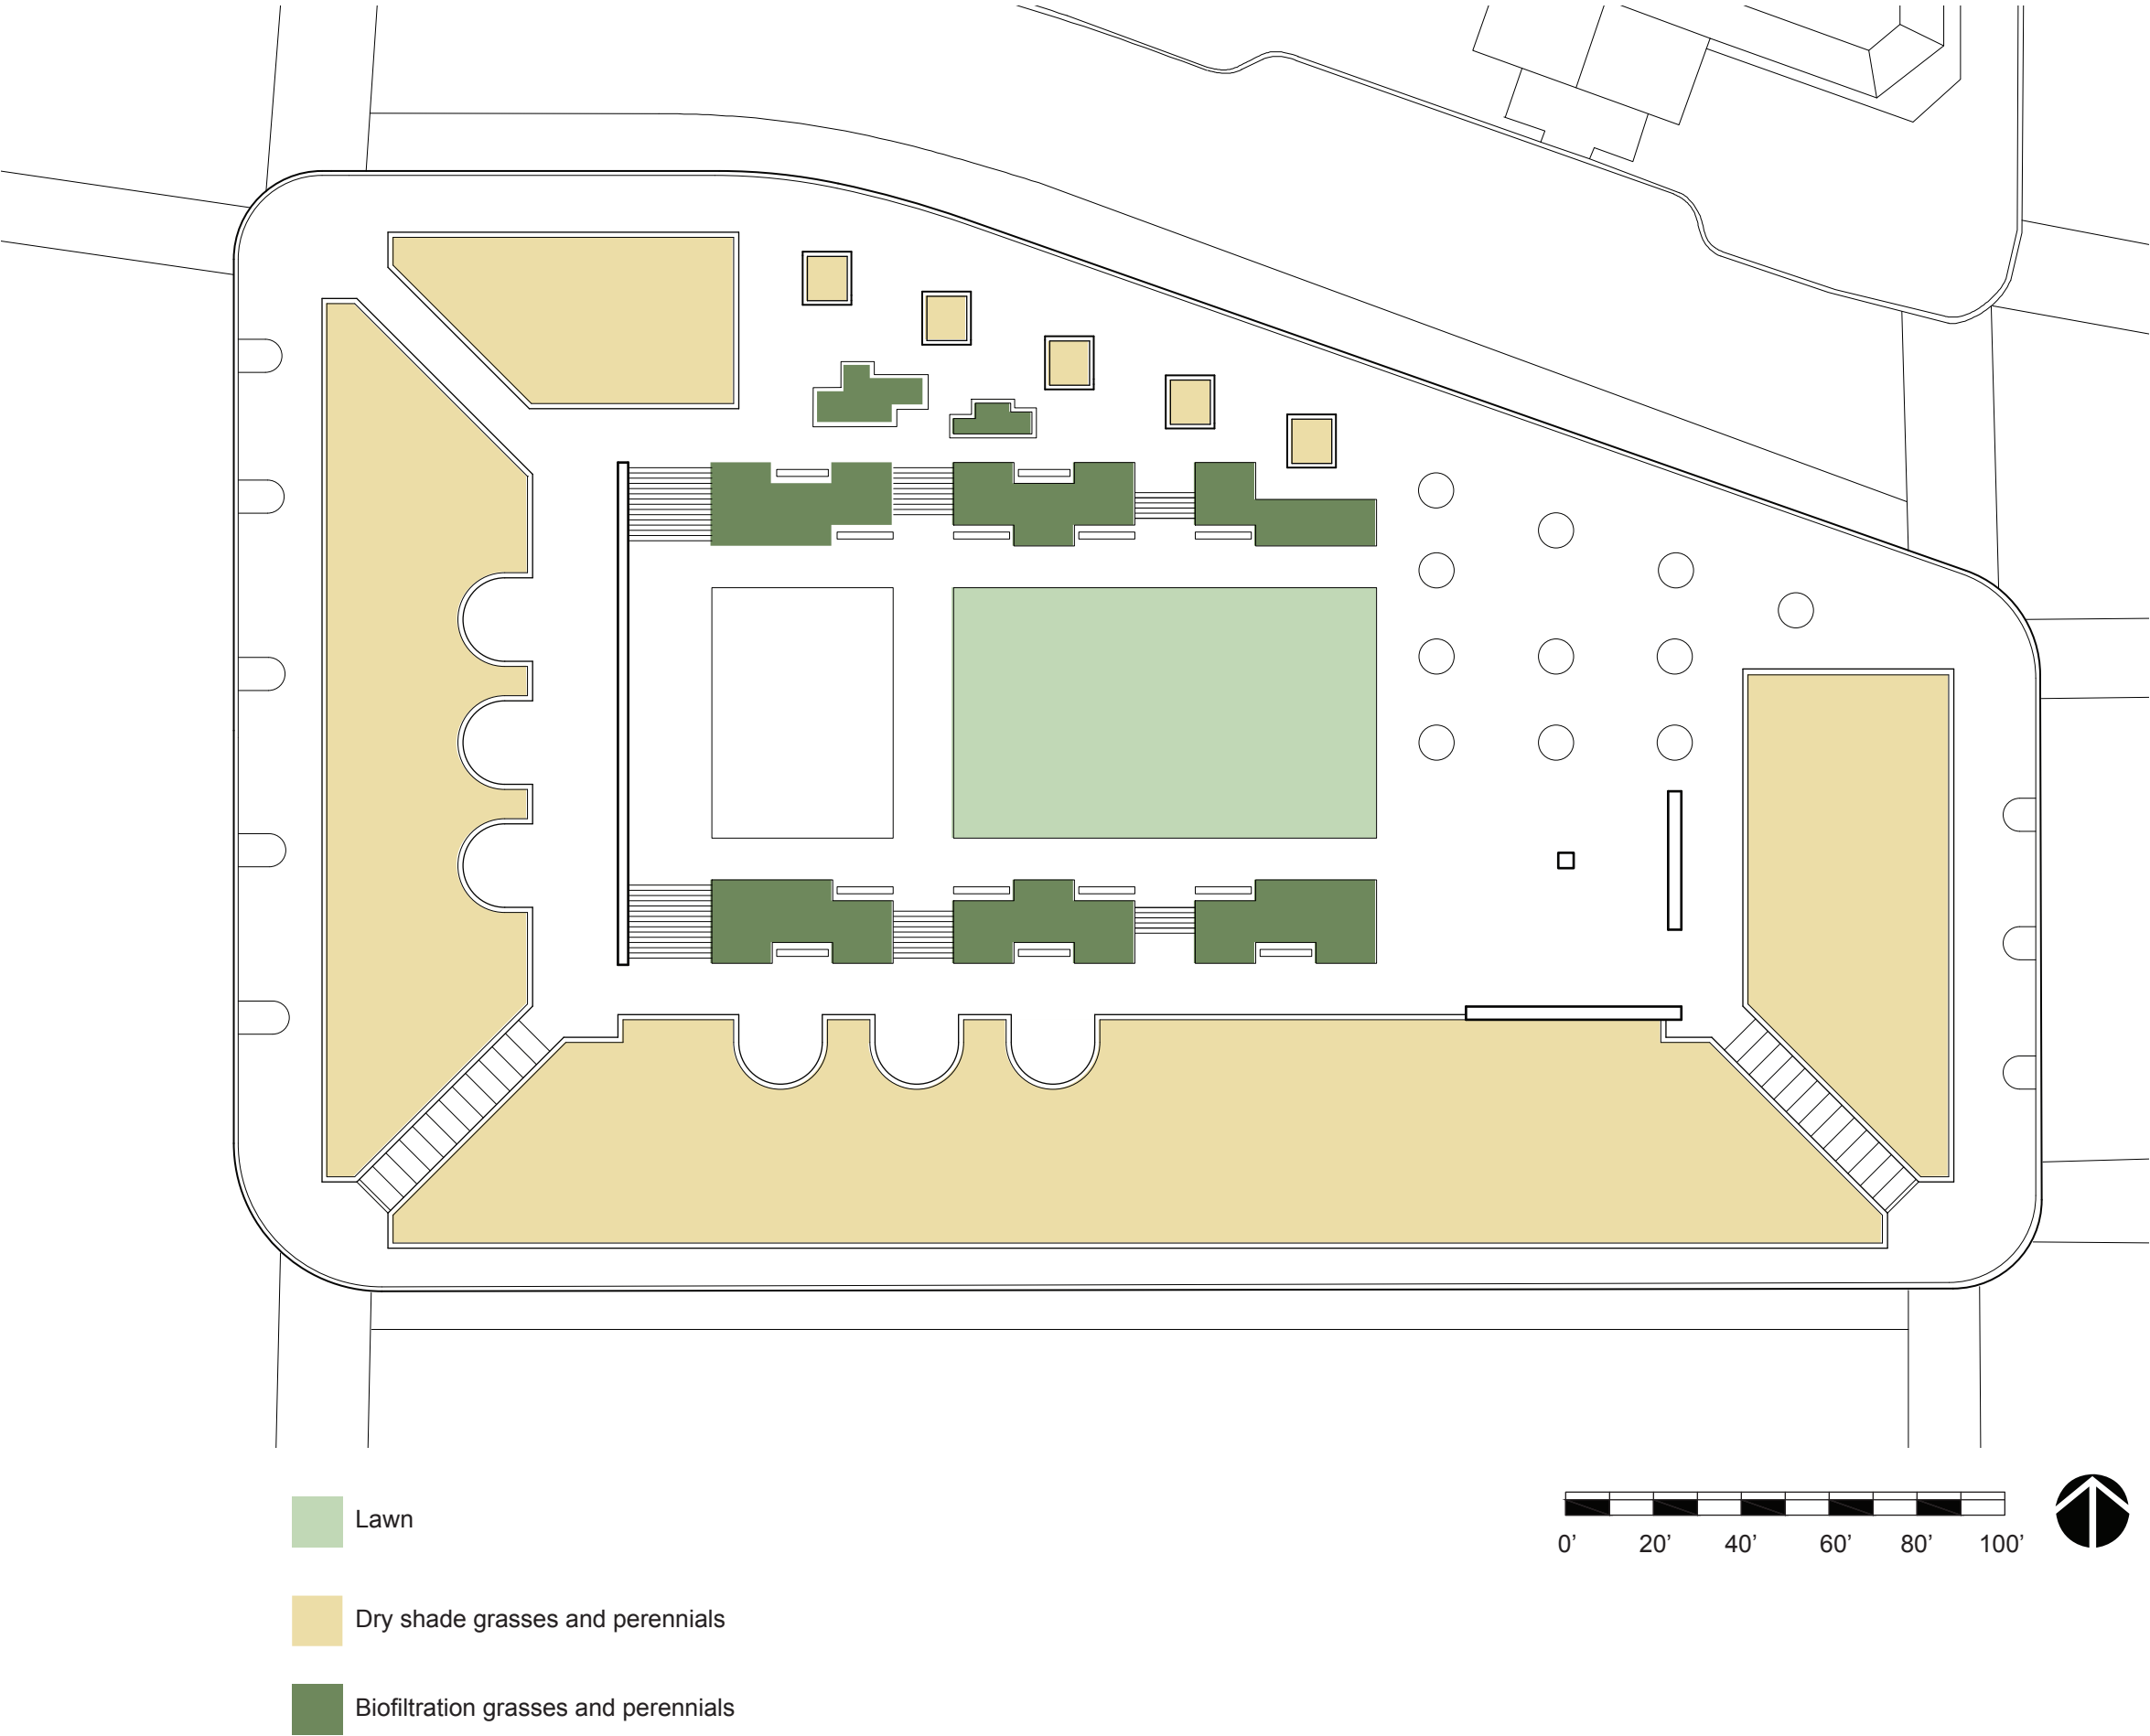 Lawn
0’ 20’ 40’ 60’ 80’ 100’
Dry shade grasses and perennials
Biofiltration grasses and perennials